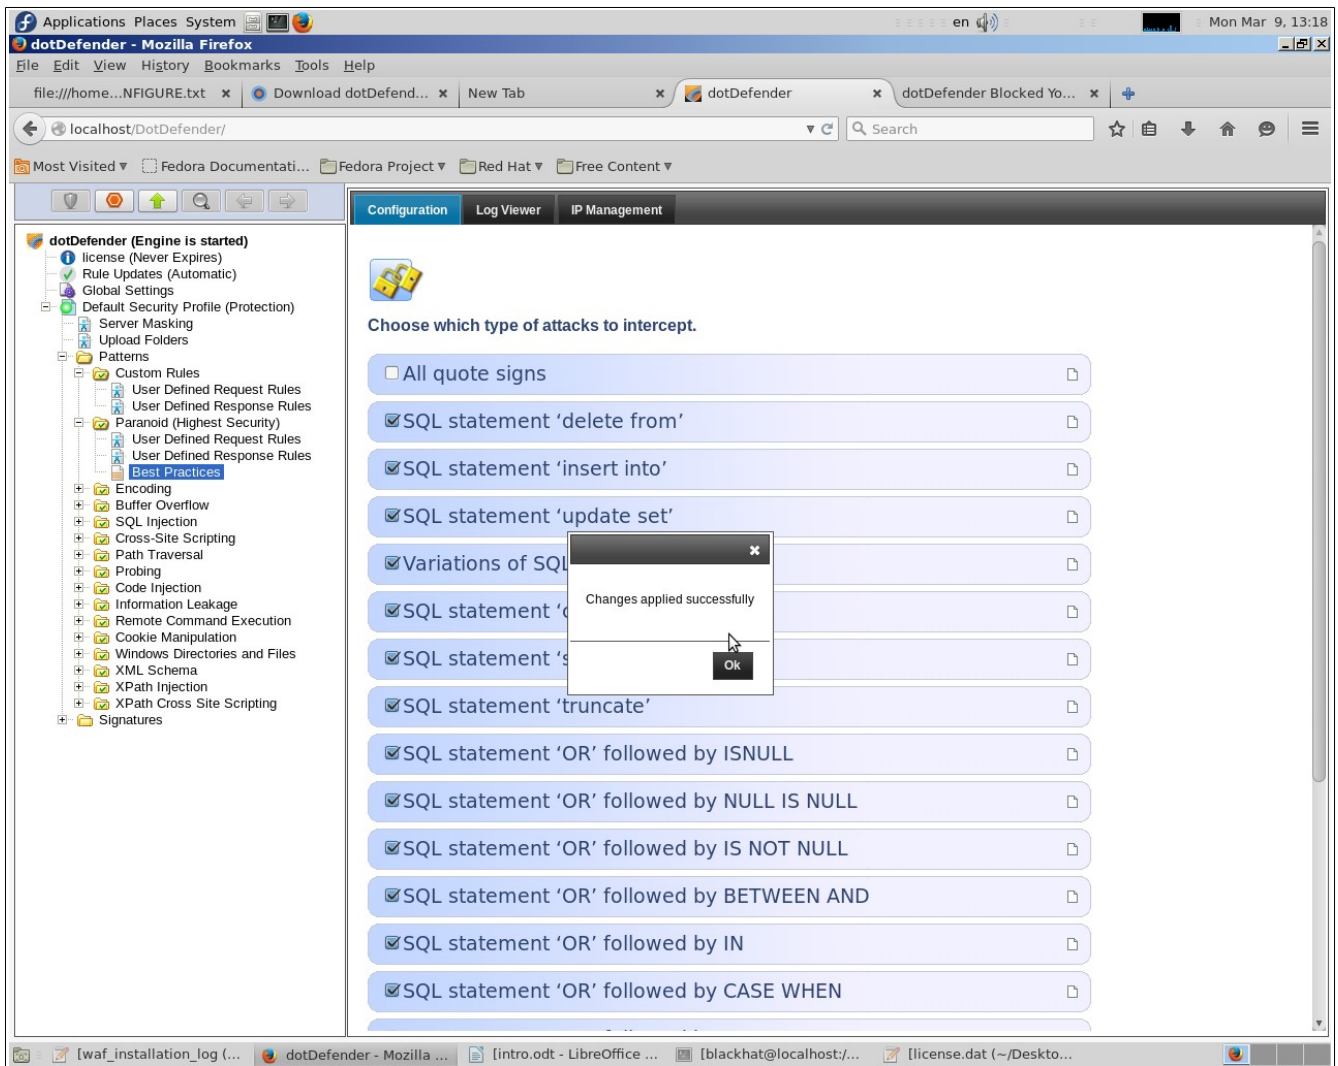 Applications Places System en Mon Mar 9, 13:18
dotDefender - Mozilla Firefox
File Edit View History Bookmarks Tools Help
file:///home...NFIGURE.txt Download dotDefend... New Tab dotDefender dotDefender Blocked Yo...
localhost/DotDefender/ Search
Most Visited Fedora Documentati... Fedora Project Red Hat Free Content
Configuration Log Viewer IP Management
dotDefender (Engine is started)
license (Never Expires)
Rule Updates (Automatic)
Global Settings
Default Security Profile (Protection)
Server Masking
Upload Folders
Patterns
Custom Rules
User Defined Request Rules
User Defined Response Rules
Paranoid (Highest Security)
User Defined Request Rules
User Defined Response Rules
Best Practices
Encoding
Buffer Overflow
SQL Injection
Cross-Site Scripting
Path Traversal
Probing
Code Injection
Information Leakage
Remote Command Execution
Cookie Manipulation
Windows Directories and Files
XML Schema
XPath Injection
XPath Cross Site Scripting
Signatures
Choose which type of attacks to intercept.
All quote signs
SQL statement ‘delete from’
SQL statement ‘insert into’
SQL statement ‘update set’
Variations of SQL
SQL statement
SQL statement
SQL statement ‘truncate’
SQL statement ‘OR’ followed by ISNULL
SQL statement ‘OR’ followed by NULL IS NULL
SQL statement ‘OR’ followed by IS NOT NULL
SQL statement ‘OR’ followed by BETWEEN AND
SQL statement ‘OR’ followed by IN
SQL statement ‘OR’ followed by CASE WHEN
Changes applied successfully
Ok
[waf_installation_log (... dotDefender - Mozilla ... [intro.odt - LibreOffice ... [blackhat@localhost:/... [license.dat (~/Deskto...